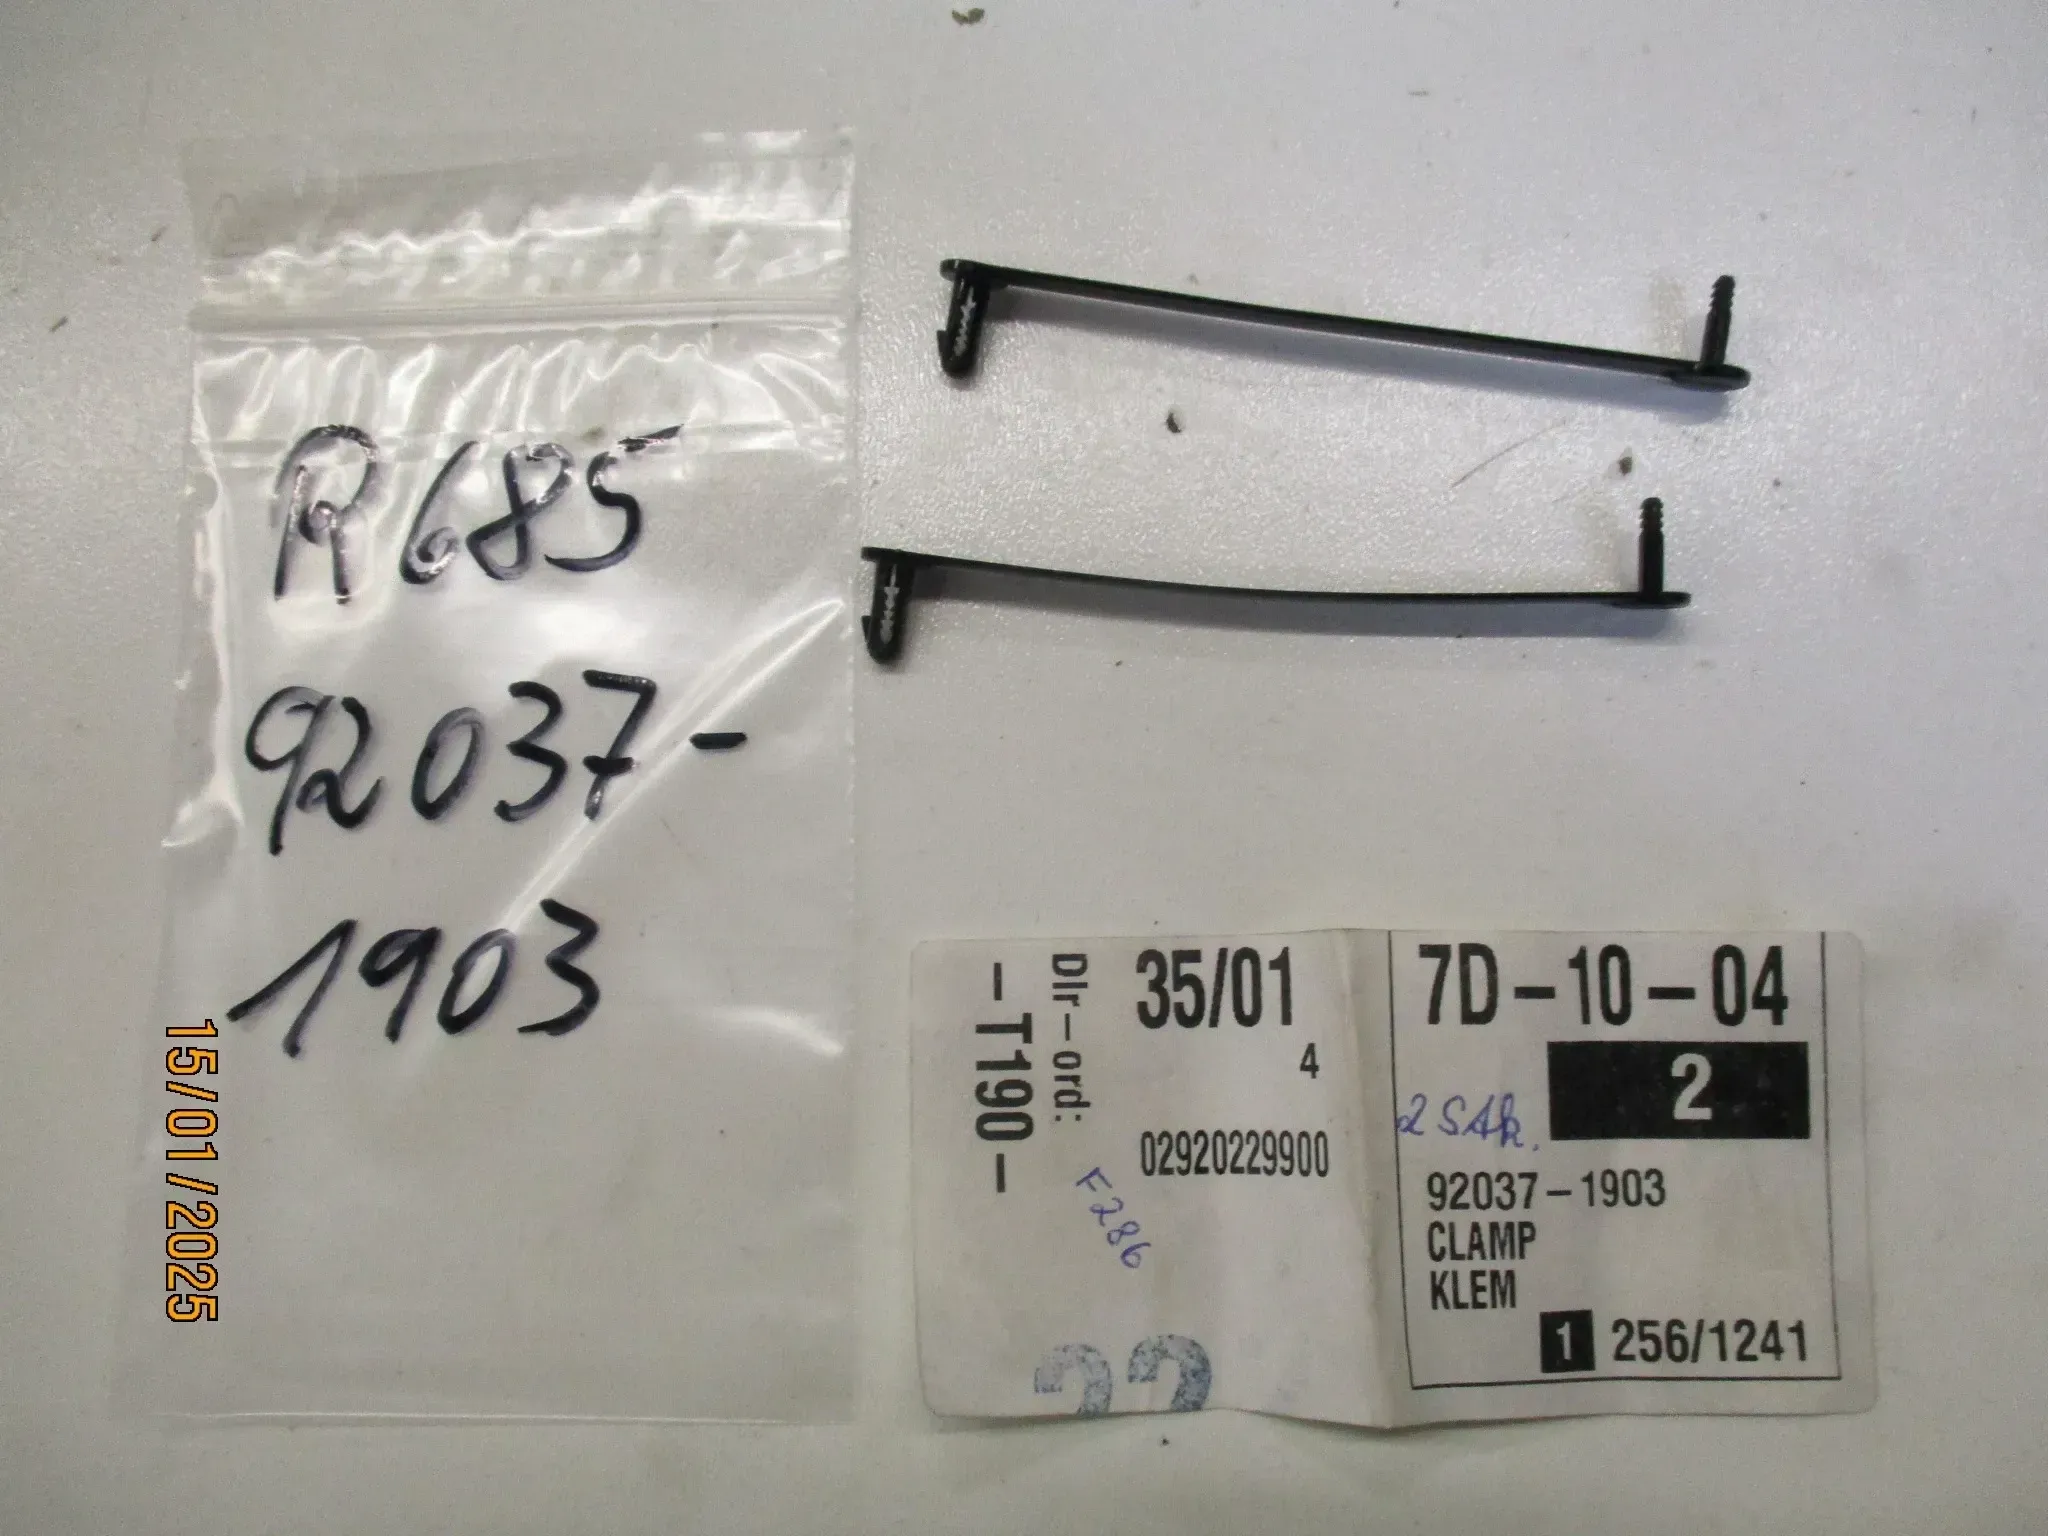 R685
92037-
1903
15/01/2025
Dlr-ord:
-T190-
35/01
4
02920229900
F286
7D-10-04
2
2 Stk.
92037-1903
CLAMP
KLEM
1 256/1241